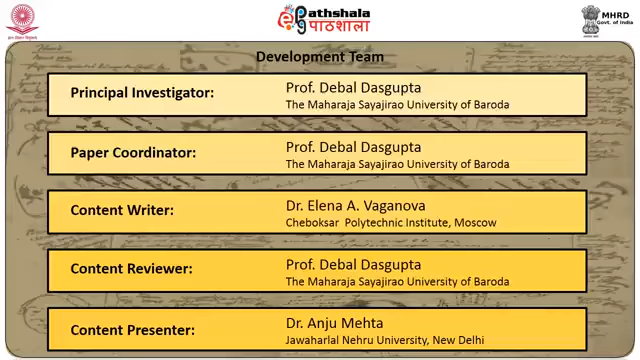 Pathshala
पाठशाला
MHRD
Govt. of India
Development Team
Principal Investigator:
Prof. Debal Dasgupta
The Maharaja Sayajirao University of Baroda
Paper Coordinator:
Prof. Debal Dasgupta
The Maharaja Sayajirao University of Baroda
Content Writer:
Dr. Elena A. Vaganova
Cheboksar Polytechnic Institute, Moscow
Content Reviewer:
Prof. Debal Dasgupta
The Maharaja Sayajirao University of Baroda
Content Presenter:
Dr. Anju Mehta
Jawaharlal Nehru University, New Delhi